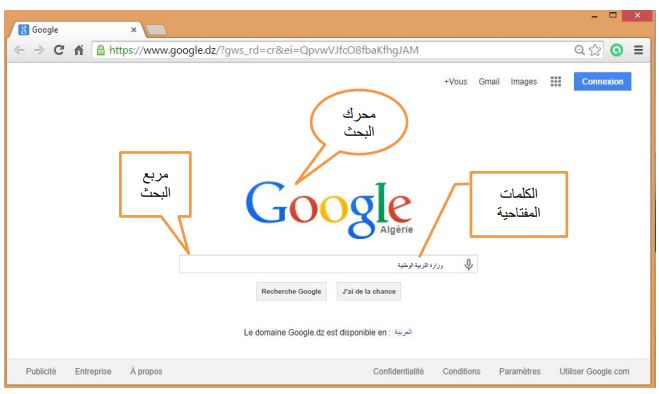 Google
https://www.google.dz/?gws_rd=cr&ei=QpvwVJfcO8fbaKfhgJAM
+Vous Gmail Images Connexion
محرك
البحث
مربع
البحث
الكلمات
المفتاحية
Google
Algérie
وزارة التربية الوطنية
Recherche Google J'ai de la chance
Le domaine Google.dz est disponible en : العربية
Publicité Entreprise À propos Confidentialité Conditions Paramètres Utiliser Google.com